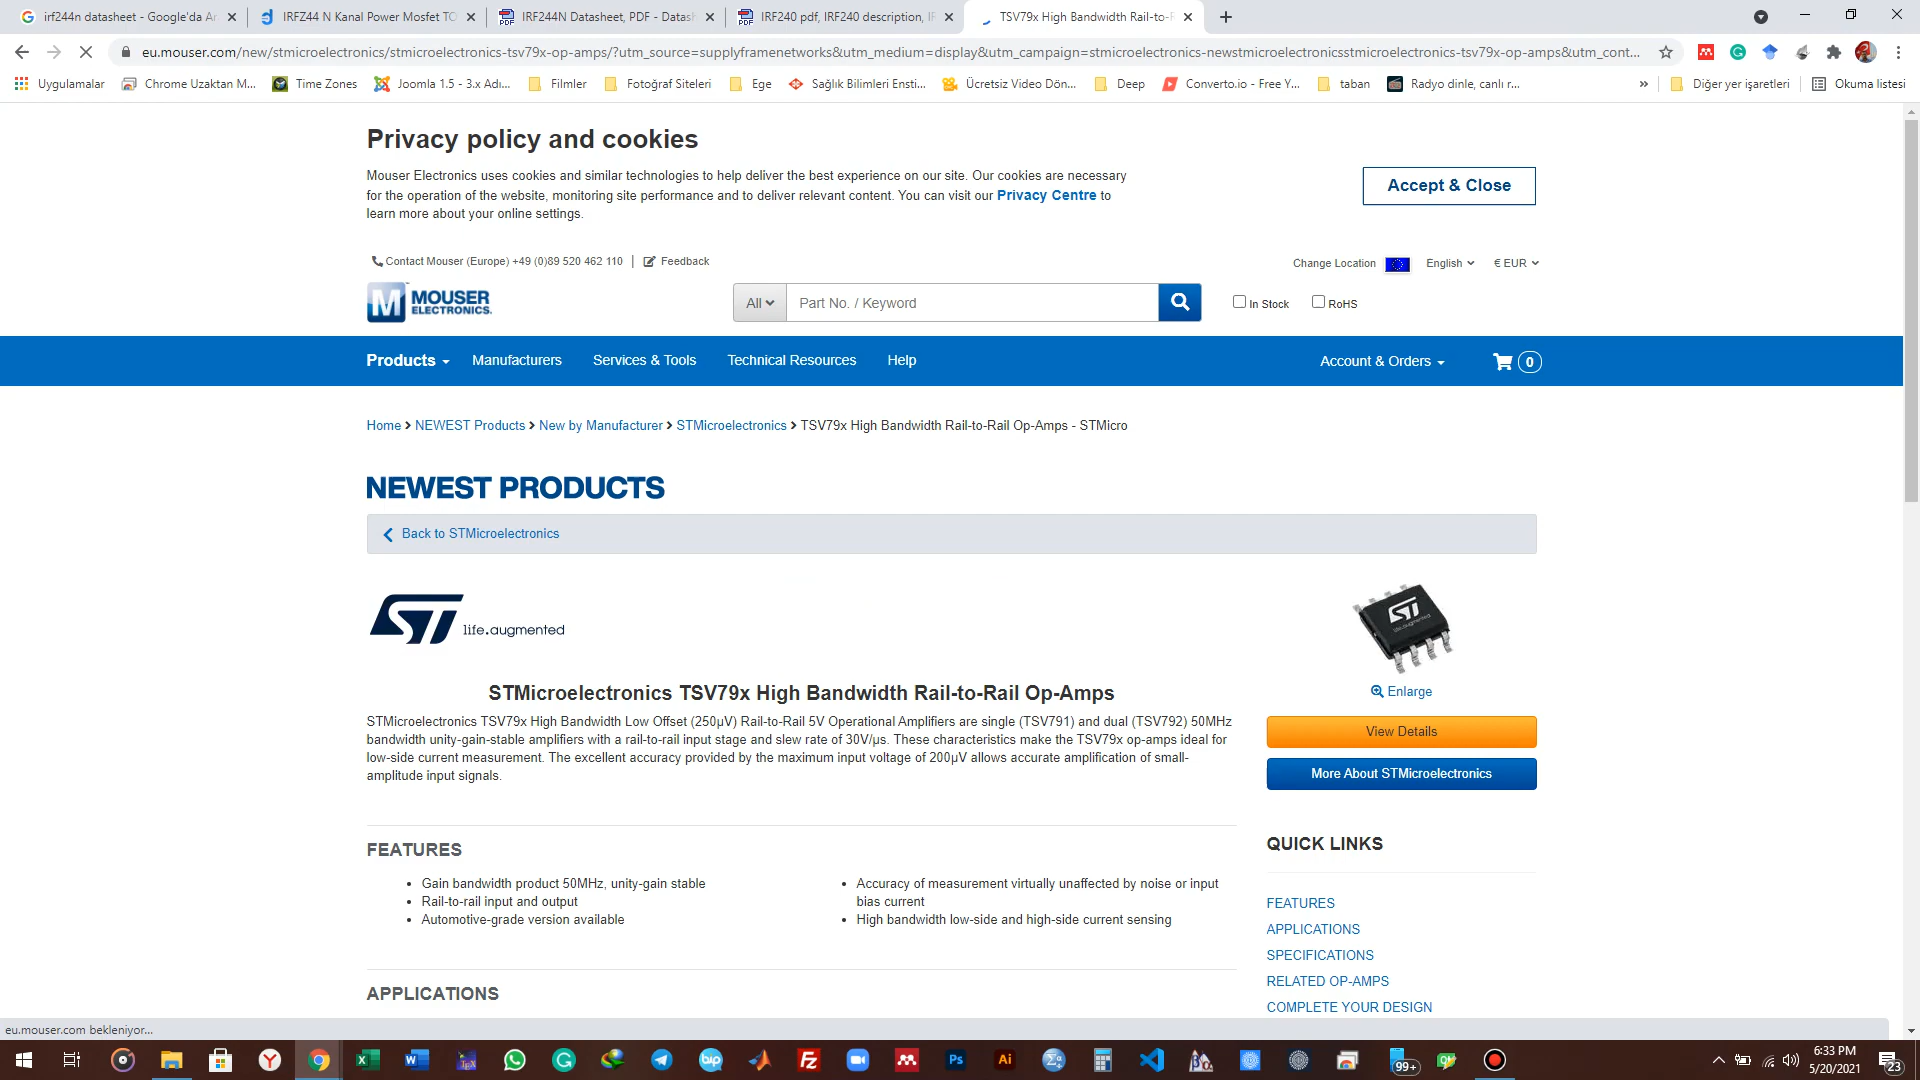 irf244n datasheet - Google'da Ar
IRFZ44 N Kanal Power Mosfet TO
IRF244N Datasheet, PDF - Datash
IRF240 pdf, IRF240 description, IF
TSV79x High Bandwidth Rail-to-F
eu.mouser.com/new/stmicroelectronics/stmicroelectronics-tsv79x-op-amps/?utm_source=supplyframenetworks&utm_medium=display&utm_campaign=stmicroelectronics-newstmicroelectronicsstmicroelectronics-tsv79x-op-amps&utm_cont...
Uygulamalar
Chrome Uzaktan M...
Time Zones
Joomla 1.5 - 3.x Adı...
Filmler
Fotoğraf Siteleri
Ege
Sağlık Bilimleri Ensti...
Ücretsiz Video Dön...
Deep
Converto.io - Free Y...
taban
Radyo dinle, canlı r...
»
Diğer yer işaretleri
Okuma listesi
Privacy policy and cookies
Mouser Electronics uses cookies and similar technologies to help deliver the best experience on our site. Our cookies are necessary
for the operation of the website, monitoring site performance and to deliver relevant content. You can visit our Privacy Centre to
learn more about your online settings.
Accept & Close
Contact Mouser (Europe) +49 (0)89 520 462 110 | Feedback
Change Location English € EUR
M MOUSER
ELECTRONICS.
All Part No. / Keyword
In Stock RoHS
Products Manufacturers Services & Tools Technical Resources Help
Account & Orders 0
Home > NEWEST Products > New by Manufacturer > STMicroelectronics > TSV79x High Bandwidth Rail-to-Rail Op-Amps - STMicro
NEWEST PRODUCTS
Back to STMicroelectronics
ST life.augmented
STMicroelectronics TSV79x High Bandwidth Rail-to-Rail Op-Amps
STMicroelectronics TSV79x High Bandwidth Low Offset (250µV) Rail-to-Rail 5V Operational Amplifiers are single (TSV791) and dual (TSV792) 50MHz
bandwidth unity-gain-stable amplifiers with a rail-to-rail input stage and slew rate of 30V/µs. These characteristics make the TSV79x op-amps ideal for
low-side current measurement. The excellent accuracy provided by the maximum input voltage of 200µV allows accurate amplification of small-
amplitude input signals.
ST
life.augmented
Enlarge
View Details
More About STMicroelectronics
FEATURES
• Gain bandwidth product 50MHz, unity-gain stable
• Rail-to-rail input and output
• Automotive-grade version available
• Accuracy of measurement virtually unaffected by noise or input
bias current
• High bandwidth low-side and high-side current sensing
APPLICATIONS
QUICK LINKS
FEATURES
APPLICATIONS
SPECIFICATIONS
RELATED OP-AMPS
COMPLETE YOUR DESIGN
eu.mouser.com bekleniyor...
99+
6:33 PM
5/20/2021
23